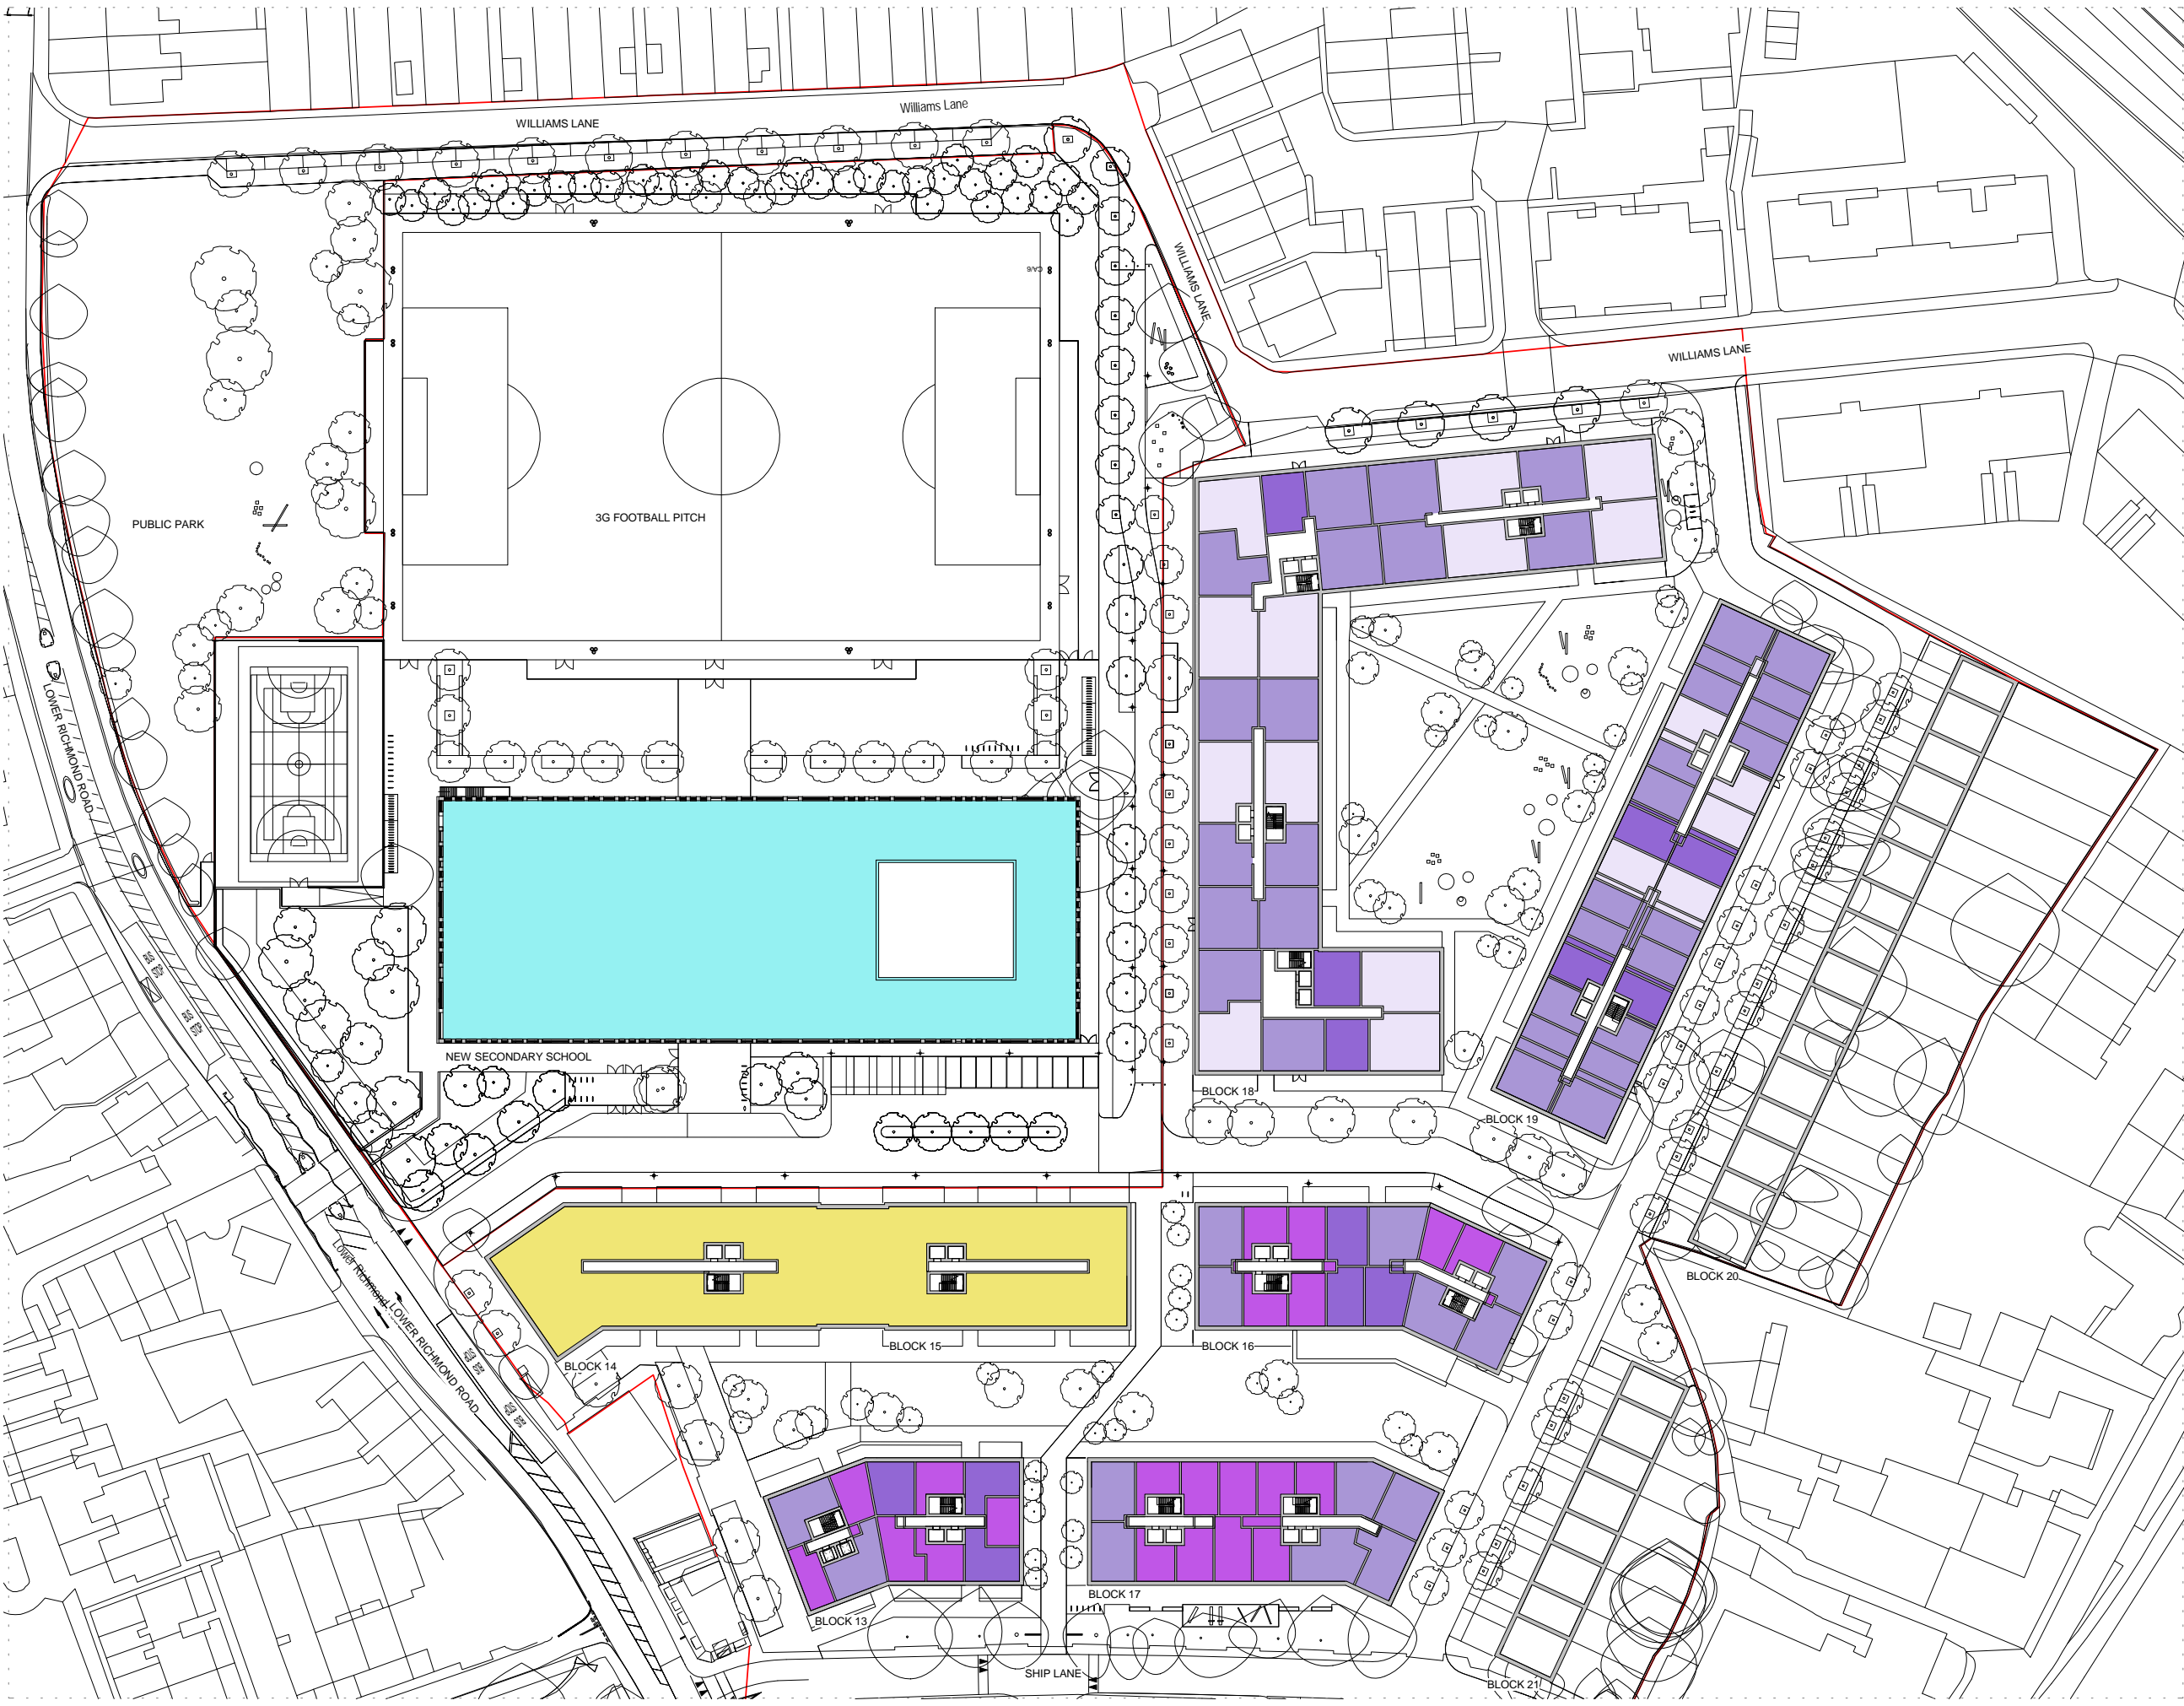 Williams Lane
WILLIAMS LANE
WILLIAMS LANE
CA/6
WILLIAMS LANE
PUBLIC PARK
3G FOOTBALL PITCH
LOWER RICHMOND ROAD
NEW SECONDARY SCHOOL
BLOCK 18
BLOCK 19
BLOCK 20
Lower Richmond
LOWER RICHMOND ROAD
BLOCK 14
BLOCK 15
BLOCK 16
BLOCK 13
BLOCK 17
SHIP LANE
BLOCK 21